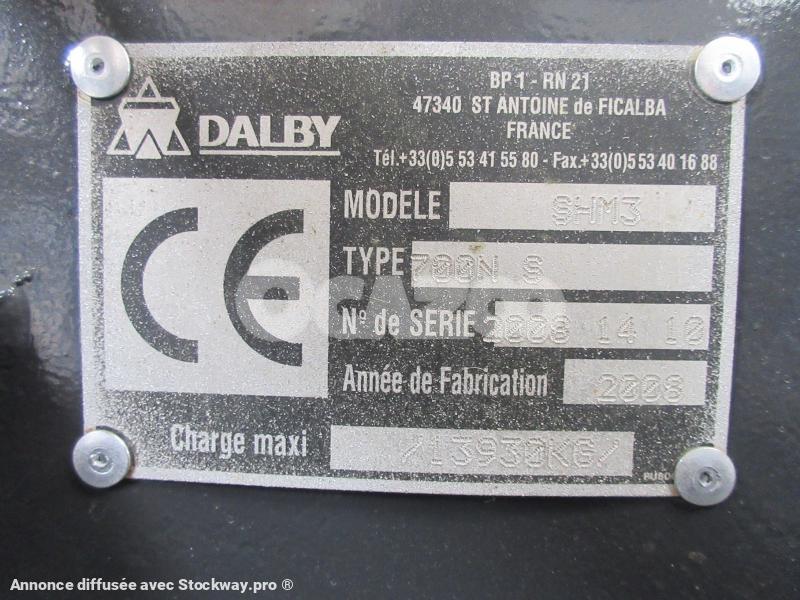 BP 1 - RN 21
47340 ST ANTOINE de FICALBA
FRANCE
DALBY
Tél.+33(0)5 53 41 55 80 - Fax.+33(0)5 53 40 16 88
CE
MODELE SHM3
TYPE 700N S
OCAZOO
N° de SERIE 2008 14 10
Année de Fabrication 2008
Charge maxi /13930KG/
Annonce diffusée avec Stockway.pro ®